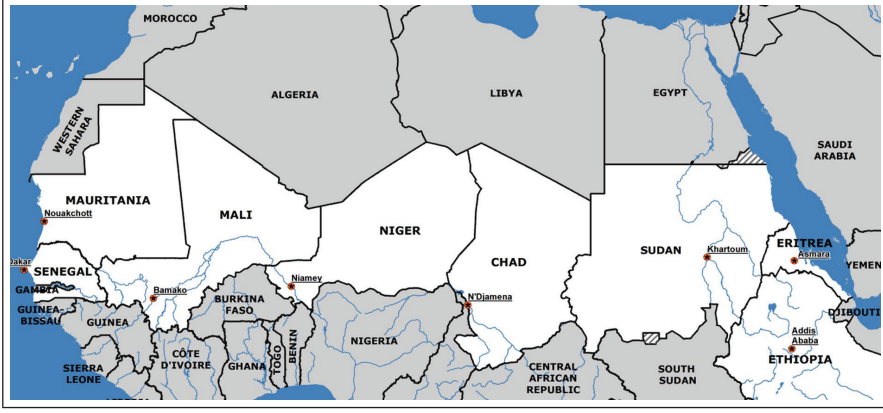 MOROCCO
ALGERIA
LIBYA
EGYPT
WESTERN
SAHARA
SAUDI
ARABIA
MAURITANIA
Nouakchott
MALI
NIGER
CHAD
SUDAN
Khartoum
ERITREA
Asmara
YEMEN
Dakar
SENEGAL
GAMBIA
GUINEA-
BISSAU
Bamako
Niamey
N'Djamena
BURKINA
FASO
GUINEA
SIERRA
LEONE
CÔTE
D'IVOIRE
GHANA
TOGO
BENIN
NIGERIA
CENTRAL
AFRICAN
REPUBLIC
SOUTH
SUDAN
Addis
Ababa
ETHIOPIA
DJIBOUTI